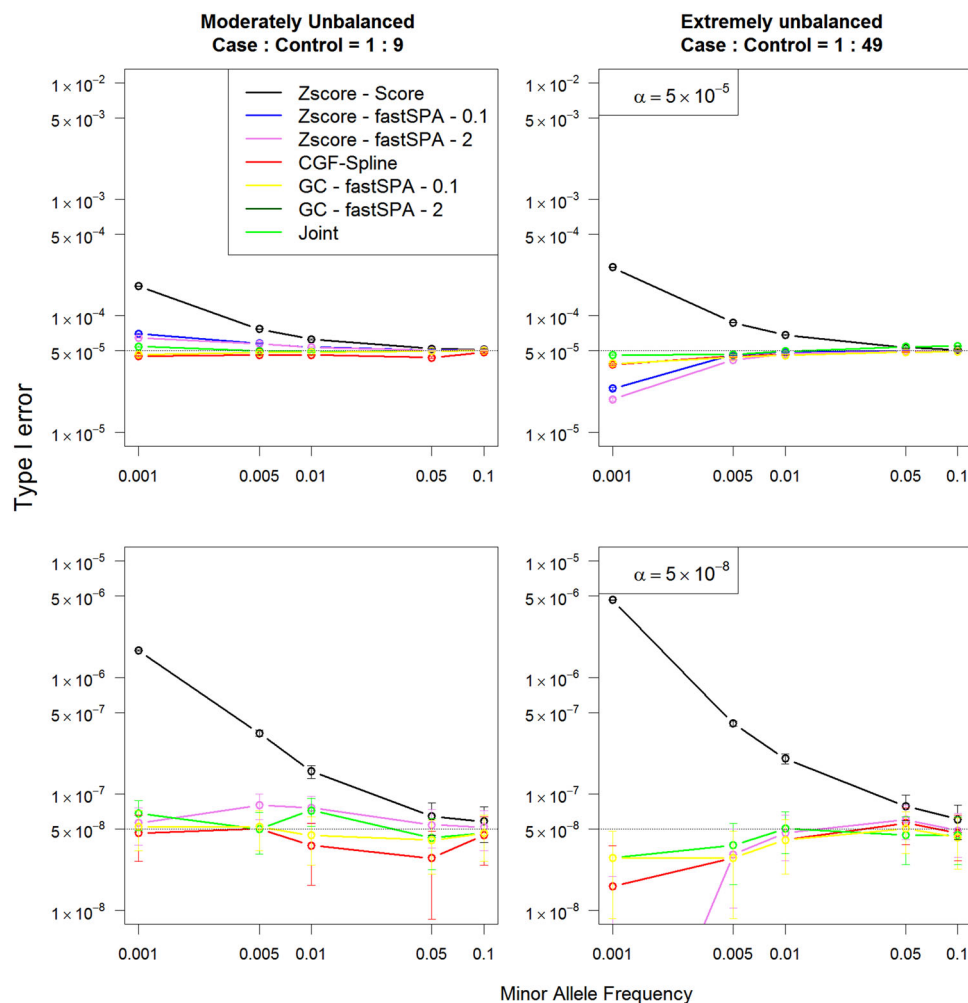 Moderately Unbalanced
Case : Control = 1 : 9
Extremely unbalanced
Case : Control = 1 : 49
Type I error
1 × 10⁻²
5 × 10⁻³
1 × 10⁻³
5 × 10⁻⁴
1 × 10⁻⁴
5 × 10⁻⁵
1 × 10⁻⁵
Zscore - Score
Zscore - fastSPA - 0.1
Zscore - fastSPA - 2
CGF-Spline
GC - fastSPA - 0.1
GC - fastSPA - 2
Joint
0.001
0.005
0.01
0.05
0.1
1 × 10⁻²
5 × 10⁻³
1 × 10⁻³
5 × 10⁻⁴
1 × 10⁻⁴
5 × 10⁻⁵
1 × 10⁻⁵
α = 5 × 10⁻⁵
0.001
0.005
0.01
0.05
0.1
1 × 10⁻⁵
5 × 10⁻⁶
1 × 10⁻⁶
5 × 10⁻⁷
1 × 10⁻⁷
5 × 10⁻⁸
1 × 10⁻⁸
0.001
0.005
0.01
0.05
0.1
1 × 10⁻⁵
5 × 10⁻⁶
1 × 10⁻⁶
5 × 10⁻⁷
1 × 10⁻⁷
5 × 10⁻⁸
1 × 10⁻⁸
α = 5 × 10⁻⁸
0.001
0.005
0.01
0.05
0.1
Minor Allele Frequency